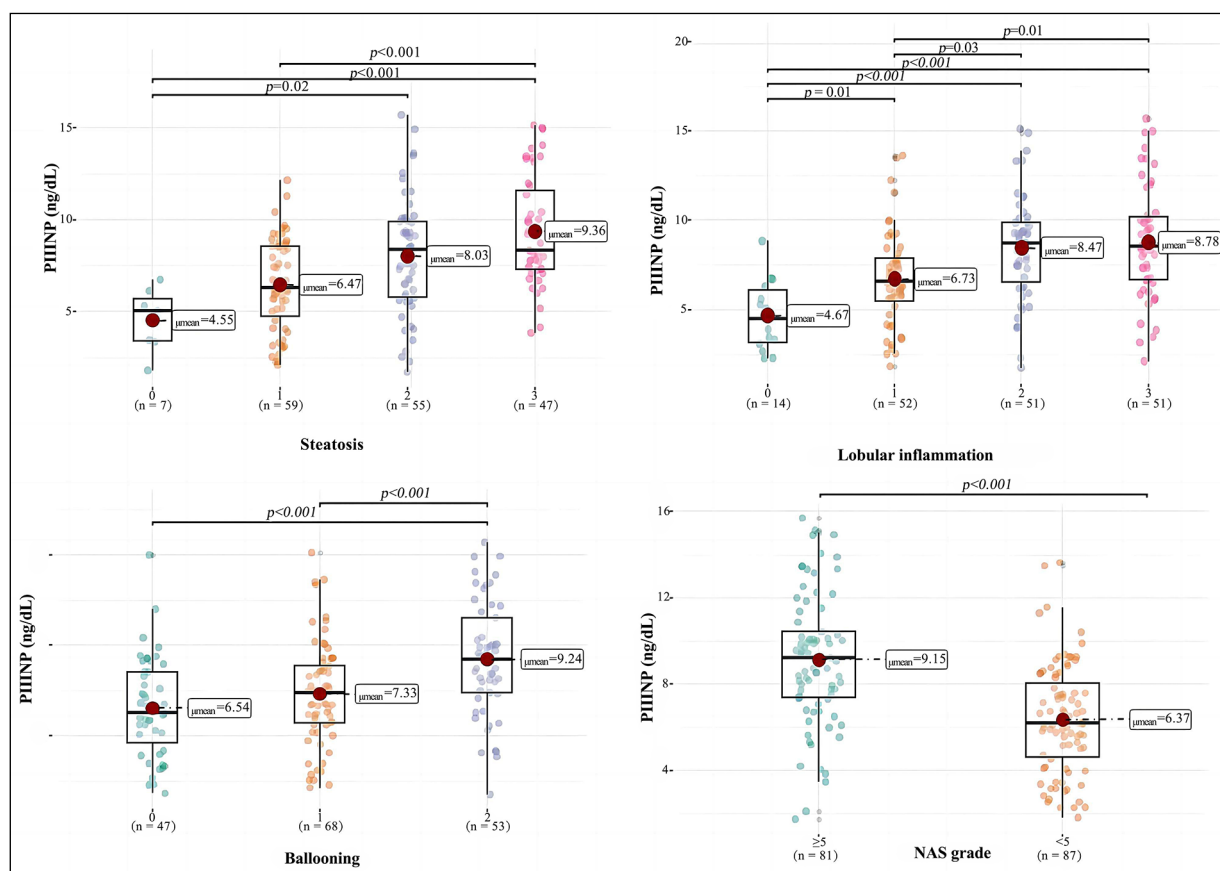 p<0.001
p<0.001
p=0.02
PIIINP (ng/dL)
15
10
5
μmean=4.55
μmean=6.47
μmean=8.03
μmean=9.36
0
(n = 7)
1
(n = 59)
2
(n = 55)
3
(n = 47)
Steatosis
p=0.01
p=0.03
p<0.001
p<0.001
p = 0.01
PIIINP (ng/dL)
20
15
10
5
μmean=4.67
μmean=6.73
μmean=8.47
μmean=8.78
0
(n = 14)
1
(n = 52)
2
(n = 51)
3
(n = 51)
Lobular inflammation
p<0.001
p<0.001
PIIINP (ng/dL)
μmean=6.54
μmean=7.33
μmean=9.24
0
(n = 47)
1
(n = 68)
2
(n = 53)
Ballooning
p<0.001
PIIINP (ng/dL)
16
12
8
4
μmean=9.15
μmean=6.37
≥5
(n = 81)
<5
(n = 87)
NAS grade